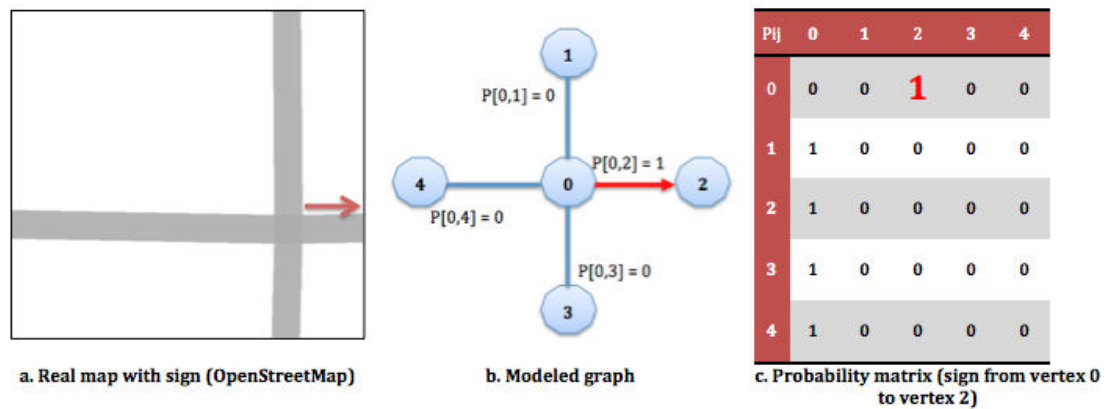 1
P[0,1] = 0
P[0,2] = 1
4
0
2
P[0,4] = 0
P[0,3] = 0
3
Pij 0 1 2 3 4
0 0 0 1 0 0
1 1 0 0 0 0
2 1 0 0 0 0
3 1 0 0 0 0
4 1 0 0 0 0
a. Real map with sign (OpenStreetMap)
b. Modeled graph
c. Probability matrix (sign from vertex 0
to vertex 2)